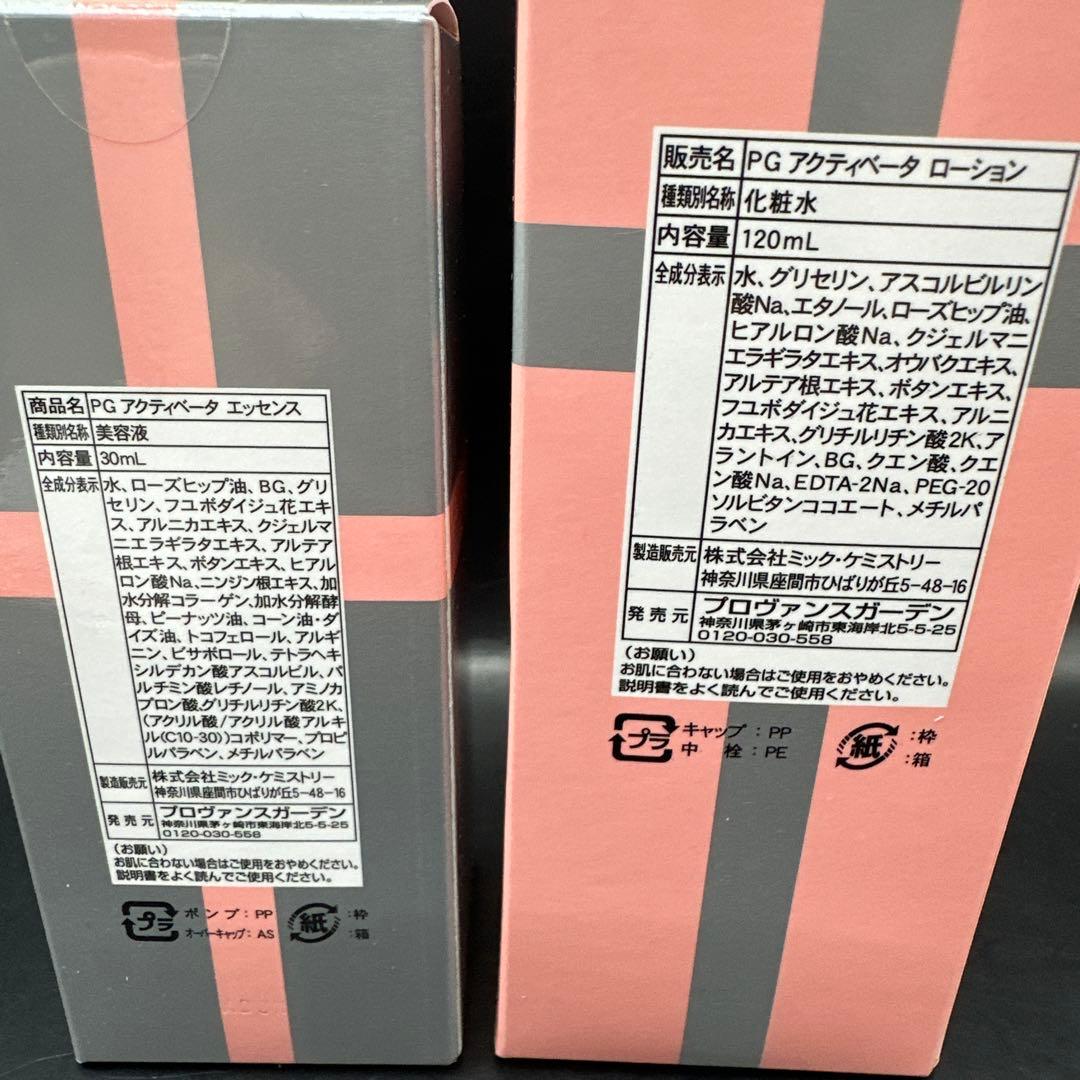 商品名 PG アクティベータ エッセンス
種類別名称 美容液
内容量 30mL
全成分表示 水、ローズヒップ油、BG、グリ
セリン、フユボダイジュ花エキ
ス、アルニカエキス、クジェルマ
ニエラギラタエキス、アルテア
根エキス、ボタンエキス、ヒアル
ロン酸Na、ニンジン根エキス、加
水分解コラーゲン、加水分解酵
母、ピーナッツ油、コーン油・ダ
イズ油、トコフェロール、アルギ
ニン、ビサボロール、テトラヘキ
シルデカン酸アスコルビル、パ
ルチミン酸レチノール、アミノカ
プロン酸、グリチルリチン酸2K、
(アクリル酸/アクリル酸アルキ
ル(C10-30))コポリマー、プロピ
ルパラベン、メチルパラベン
製造販売元 株式会社ミック・ケミストリー
神奈川県座間市ひばりが丘5-48-16
発売元 プロヴァンスガーデン
神奈川県茅ヶ崎市東海岸北5-5-25
0120-030-558
(お願い)
お肌に合わない場合はご使用をおやめください。
説明書をよく読んでご使用ください。
プラ ポンプ:PP
オーバーキャップ:AS
紙 :枠
:箱
販売名 PG アクティベータ ローション
種類別名称 化粧水
内容量 120mL
全成分表示 水、グリセリン、アスコルビルリン
酸Na、エタノール、ローズヒップ油、
ヒアルロン酸Na、クジェルマニ
エラギラタエキス、オウバクエキス、
アルテア根エキス、ボタンエキス、
フユボダイジュ花エキス、アルニ
カエキス、グリチルリチン酸2K、ア
ラントイン、BG、クエン酸、クエ
ン酸Na、EDTA-2Na、PEG-20
ソルビタンココエート、メチルパ
ラベン
製造販売元 株式会社ミック・ケミストリー
神奈川県座間市ひばりが丘5-48-16
発売元 プロヴァンスガーデン
神奈川県茅ヶ崎市東海岸北5-5-25
0120-030-558
(お願い)
お肌に合わない場合はご使用をおやめください。
説明書をよく読んでご使用ください。
プラ キャップ:PP
中栓:PE
紙 :枠
:箱